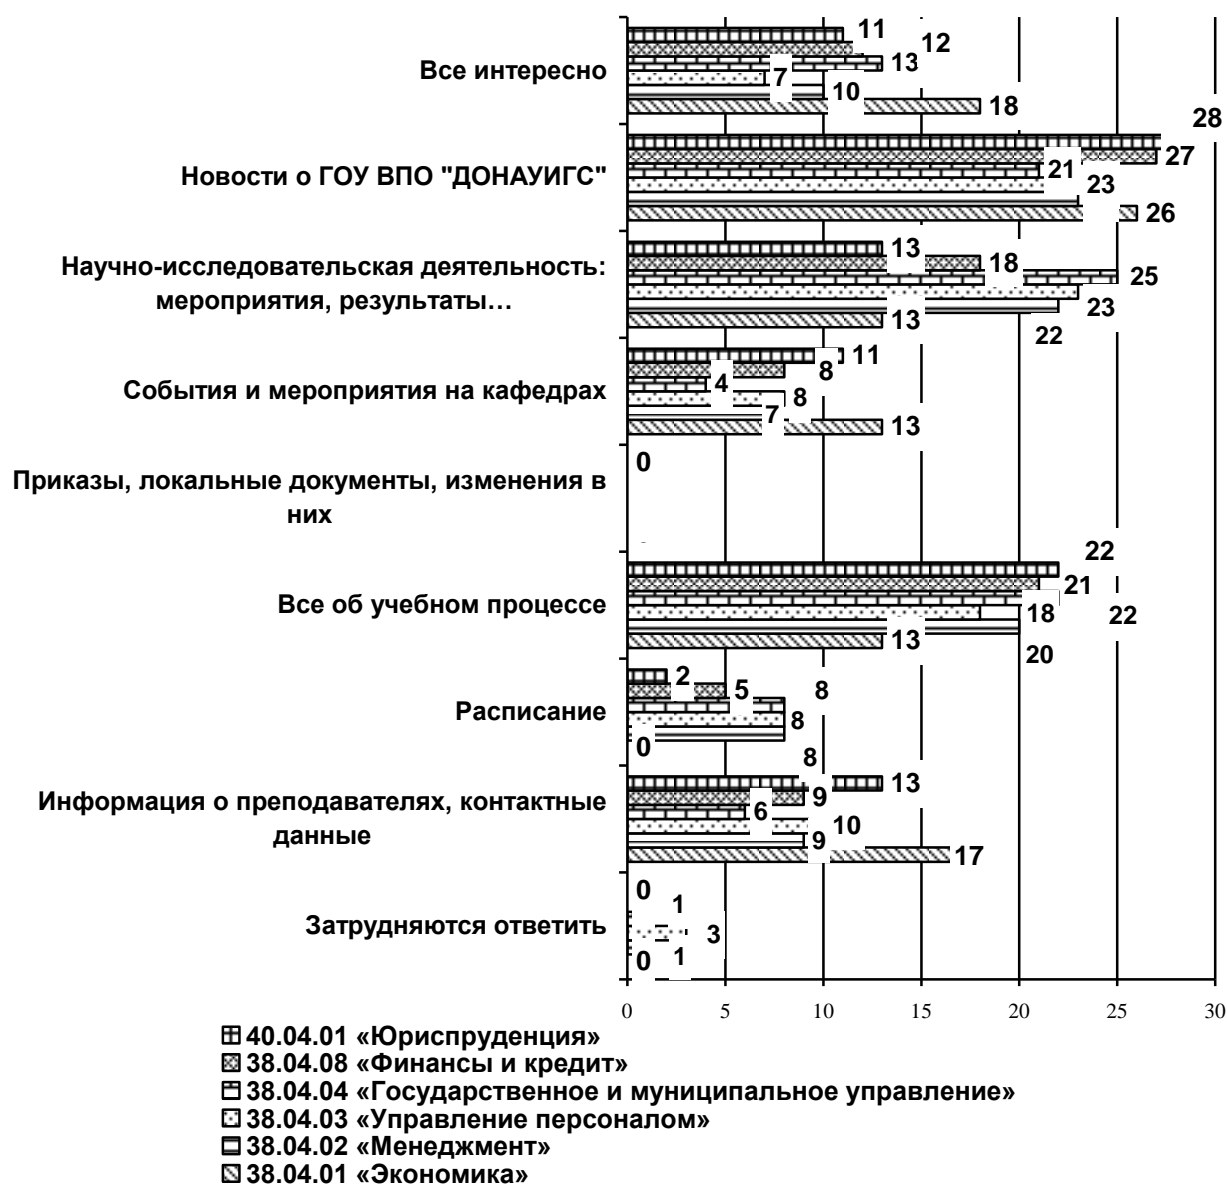 11
12
Все интересно
13
7
10
18
28
27
Новости о ГОУ ВПО "ДОНАУИГС"
21
23
26
13
Научно-исследовательская деятельность:
мероприятия, результаты…
18
25
23
13
22
11
8
События и мероприятия на кафедрах
4
8
7
13
0
Приказы, локальные документы, изменения в
них
22
21
Все об учебном процессе
18
22
13
20
2
5
8
Расписание
8
0
8
13
Информация о преподавателях, контактные
данные
9
6
10
9
17
0
1
Затрудняются ответить
3
1
0
0 5 10 15 20 25 30
40.04.01 «Юриспруденция»
38.04.08 «Финансы и кредит»
38.04.04 «Государственное и муниципальное управление»
38.04.03 «Управление персоналом»
38.04.02 «Менеджмент»
38.04.01 «Экономика»